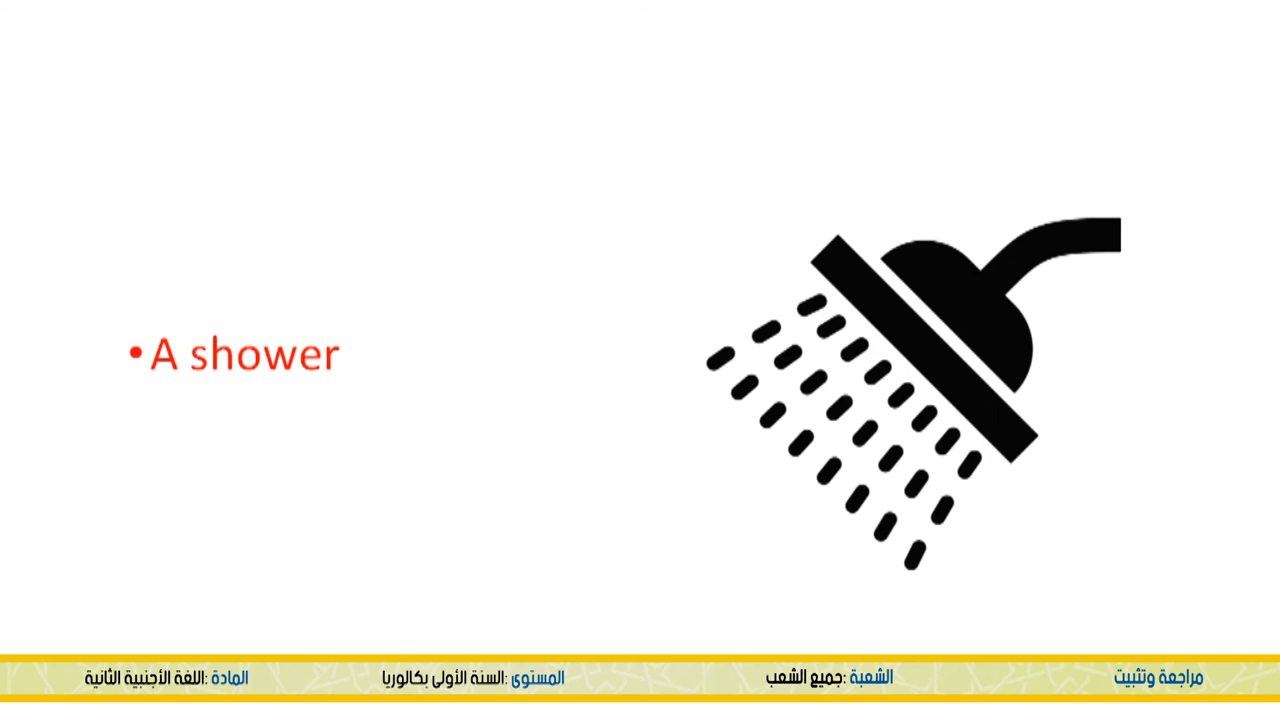 • A shower
مراجعة وتثبيت
الشعبة :جميع الشعب
المستوى :السنة الأولى بكالوريا
المادة :اللغة الأجنبية الثانية